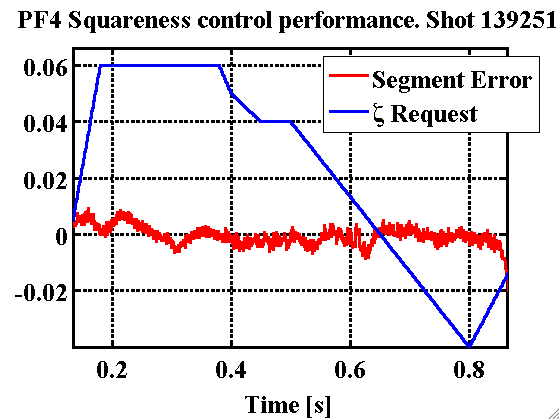 PF4 Squareness control performance. Shot 139251
0.06
0.04
0.02
0
-0.02
Segment Error
ζ Request
0.2
0.4
0.6
0.8
Time [s]